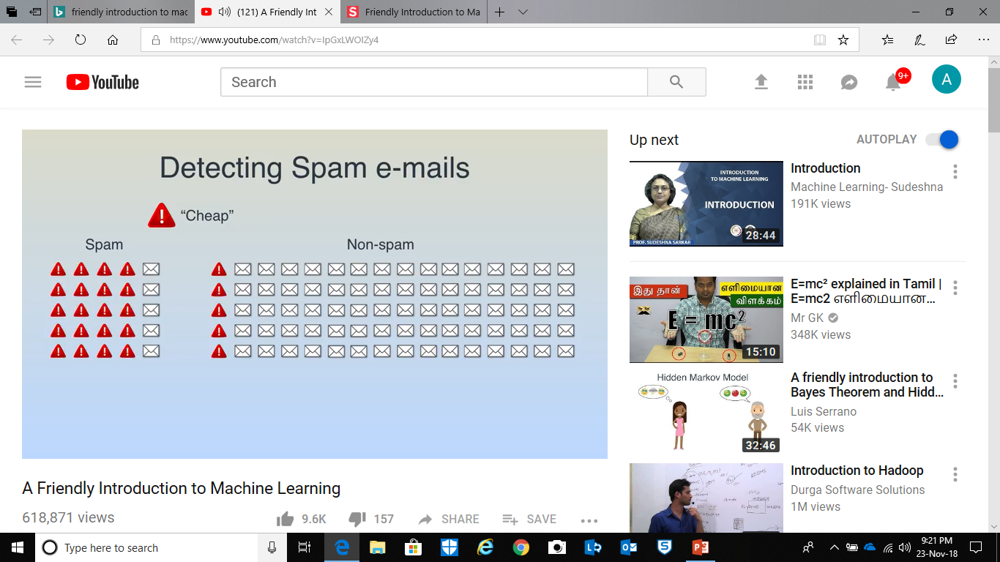 friendly introduction to mac
(121) A Friendly Int
Friendly Introduction to Ma
https://www.youtube.com/watch?v=IpGxLWOIZy4
YouTube
Search
9+
A
Detecting Spam e-mails
“Cheap”
Spam
Non-spam
A Friendly Introduction to Machine Learning
618,871 views
9.6K
157
SHARE
SAVE
Up next
AUTOPLAY
INTRODUCTION
TO MACHINE LEARNING
INTRODUCTION
PROF. SUDESHNA SARKAR
28:44
Introduction
Machine Learning- Sudeshna
191K views
இது தான்
எளிமையான
விளக்கம்
E = mc²
15:10
E=mc² explained in Tamil |
E=mc2 எளிமையான...
Mr GK
348K views
Hidden Markov Model
32:46
A friendly introduction to
Bayes Theorem and Hidd...
Luis Serrano
54K views
Introduction to Hadoop
Durga Software Solutions
1M views
Type here to search
9:21 PM
23-Nov-18